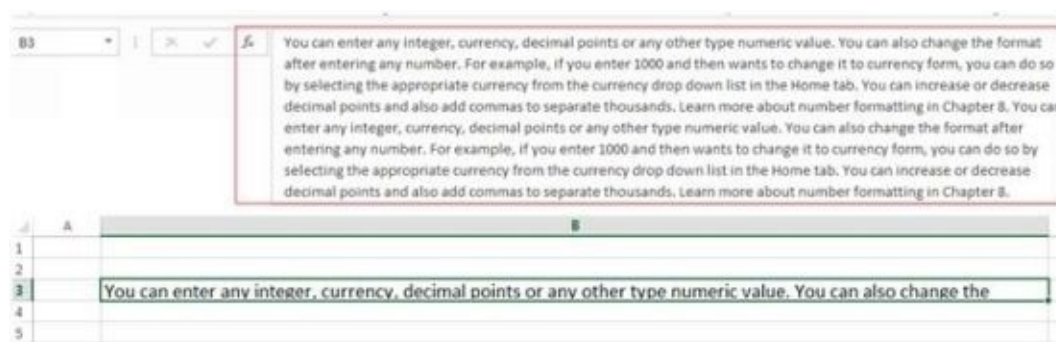 B3
You can enter any integer, currency, decimal points or any other type numeric value. You can also change the format
after entering any number. For example, if you enter 1000 and then wants to change it to currency form, you can do so
by selecting the appropriate currency from the currency drop down list in the Home tab. You can increase or decrease
decimal points and also add commas to separate thousands. Learn more about number formatting in Chapter 8. You can
enter any integer, currency, decimal points or any other type numeric value. You can also change the format after
entering any number. For example, if you enter 1000 and then wants to change it to currency form, you can do so by
selecting the appropriate currency from the currency drop down list in the Home tab. You can increase or decrease
decimal points and also add commas to separate thousands. Learn more about number formatting in Chapter 8.
A B
1
2
3 You can enter any integer, currency, decimal points or any other type numeric value. You can also change the
4
5